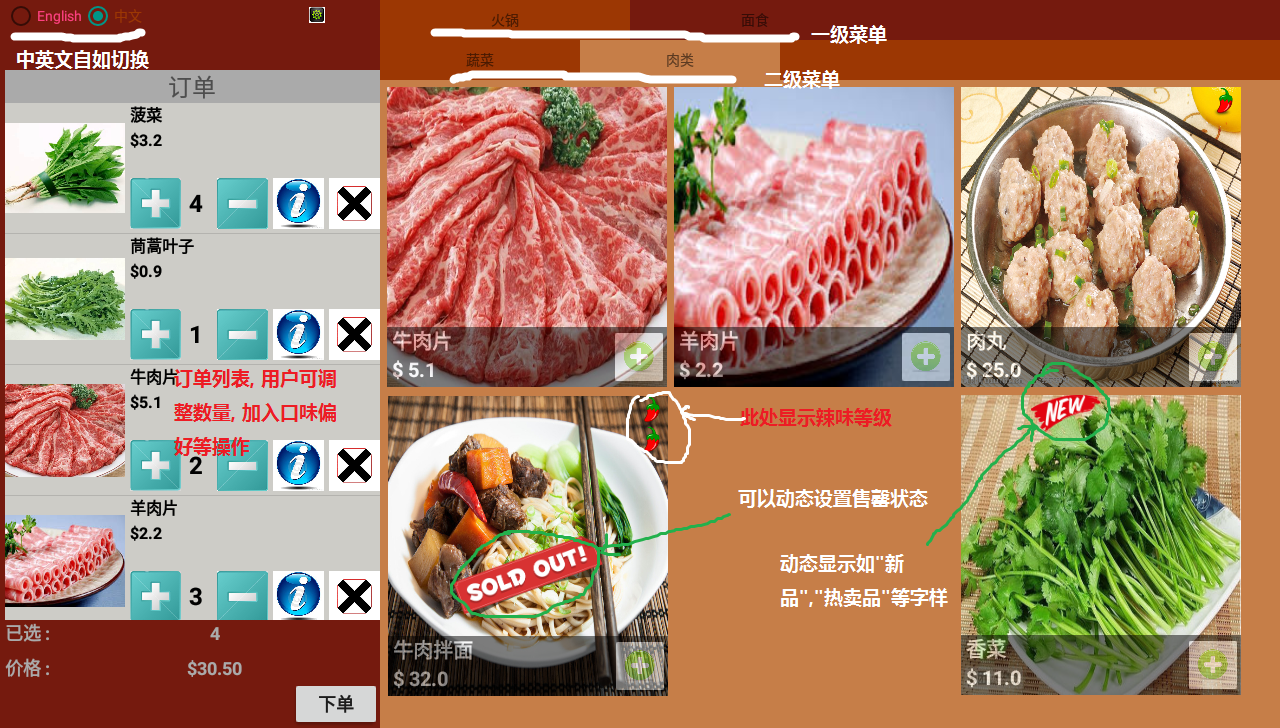 English 中文
中英文自如切换
订单
菠菜
$3.2
4
茼蒿叶子
$0.9
1
牛肉片
$5.1
2
订单列表, 用户可调
整数量, 加入口味偏
好等操作
羊肉片
$2.2
3
已选 : 4
价格 : $30.50
下单
火锅 面食
一级菜单
蔬菜 肉类
二级菜单
牛肉片
$ 5.1
羊肉片
$ 2.2
肉丸
$ 25.0
此处显示辣味等级
SOLD OUT!
牛肉拌面
$ 32.0
可以动态设置售罄状态
动态显示如"新
品","热卖品"等字样
NEW
香菜
$ 11.0